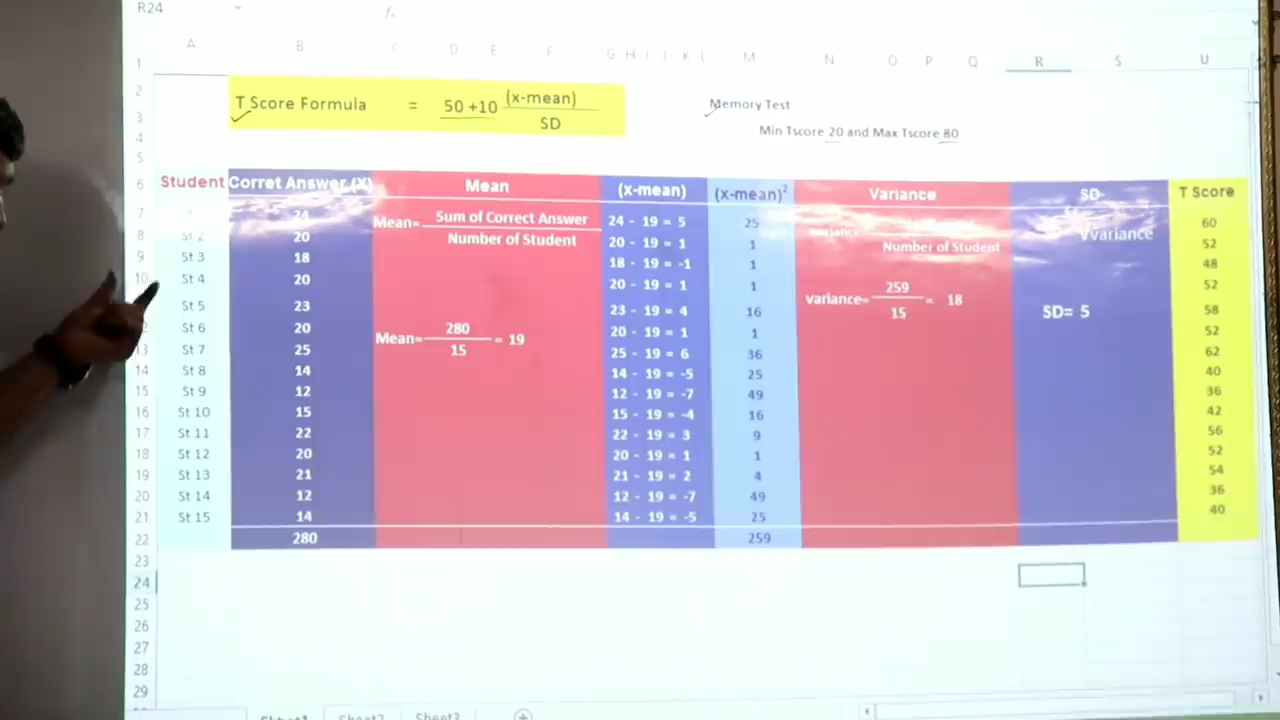 R24
A B C D E F G H I J K L M N O P Q R S U
1
2 T Score Formula = 50 +10 (x-mean)
SD
Memory Test
3
Min Tscore 20 and Max Tscore 80
4
5
6 Student Corret Answer (X) Mean (x-mean) (x-mean)² Variance SD T Score
7 24 Mean= Sum of Correct Answer 24 - 19 = 5 25 60
8 St 2 20 Number of Student 20 - 19 = 1 1 Number of Student √variance 52
9 St 3 18 18 - 19 = -1 1 48
10 St 4 20 20 - 19 = 1 1 52
St 5 23 23 - 19 = 4 16 variance= 259 = 18 SD= 5 58
15
St 6 20 Mean= 280 = 19 20 - 19 = 1 1 52
15
13 St 7 25 25 - 19 = 6 36 62
14 St 8 14 14 - 19 = -5 25 40
15 St 9 12 12 - 19 = -7 49 36
16 St 10 15 15 - 19 = -4 16 42
17 St 11 22 22 - 19 = 3 9 56
18 St 12 20 20 - 19 = 1 1 52
19 St 13 21 21 - 19 = 2 4 54
20 St 14 12 12 - 19 = -7 49 36
21 St 15 14 14 - 19 = -5 25 40
22 280 259
23
24
25
26
27
28
29
Sheet1 Sheet2 Sheet3